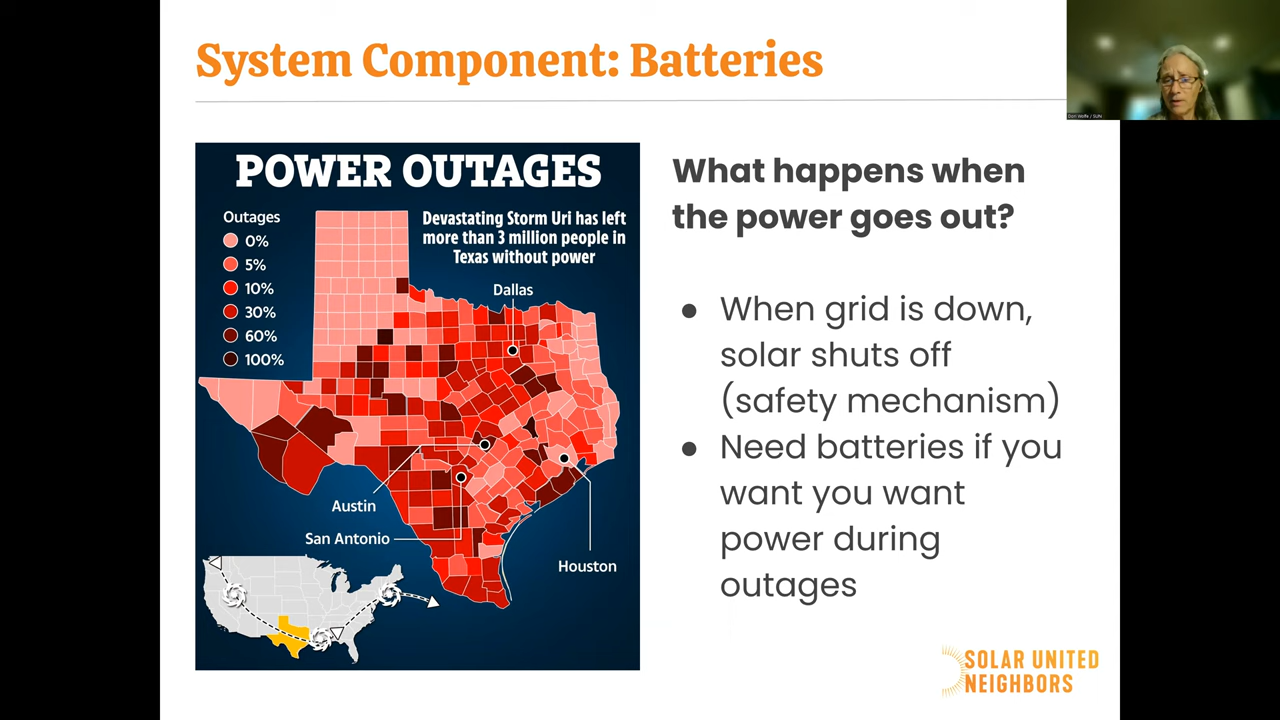 System Component: Batteries
Don Wolfe / SUN
POWER OUTAGES
Outages
0%
5%
10%
30%
60%
100%
Devastating Storm Uri has left
more than 3 million people in
Texas without power
Dallas
Austin
San Antonio
Houston
What happens when
the power goes out?
● When grid is down,
solar shuts off
(safety mechanism)
● Need batteries if you
want you want
power during
outages
SOLAR UNITED
NEIGHBORS